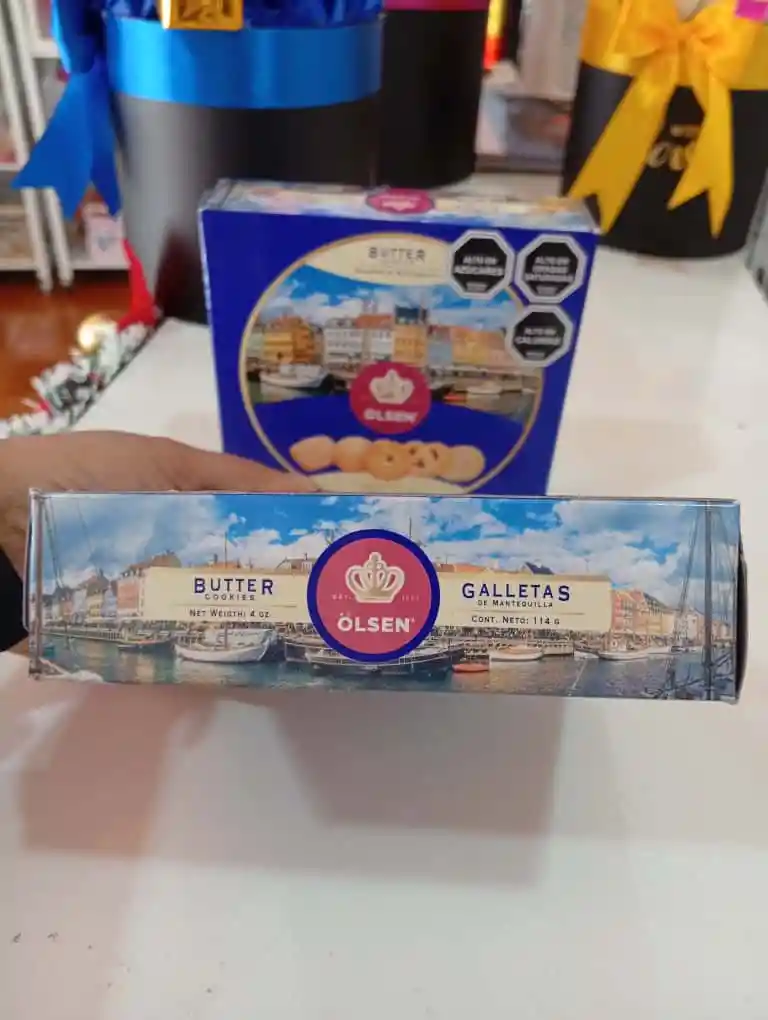 BUTTER
ALTO EN
AZÚCARES
ALTO EN
GRASAS
SATURADAS
ALTO EN
CALORÍAS
ÖLSEN
BUTTER
COOKIES
NET WEIGTH: 4 OZ
ÖLSEN
GALLETAS
DE MANTEQUILLA
CONT. NETO: 114 G